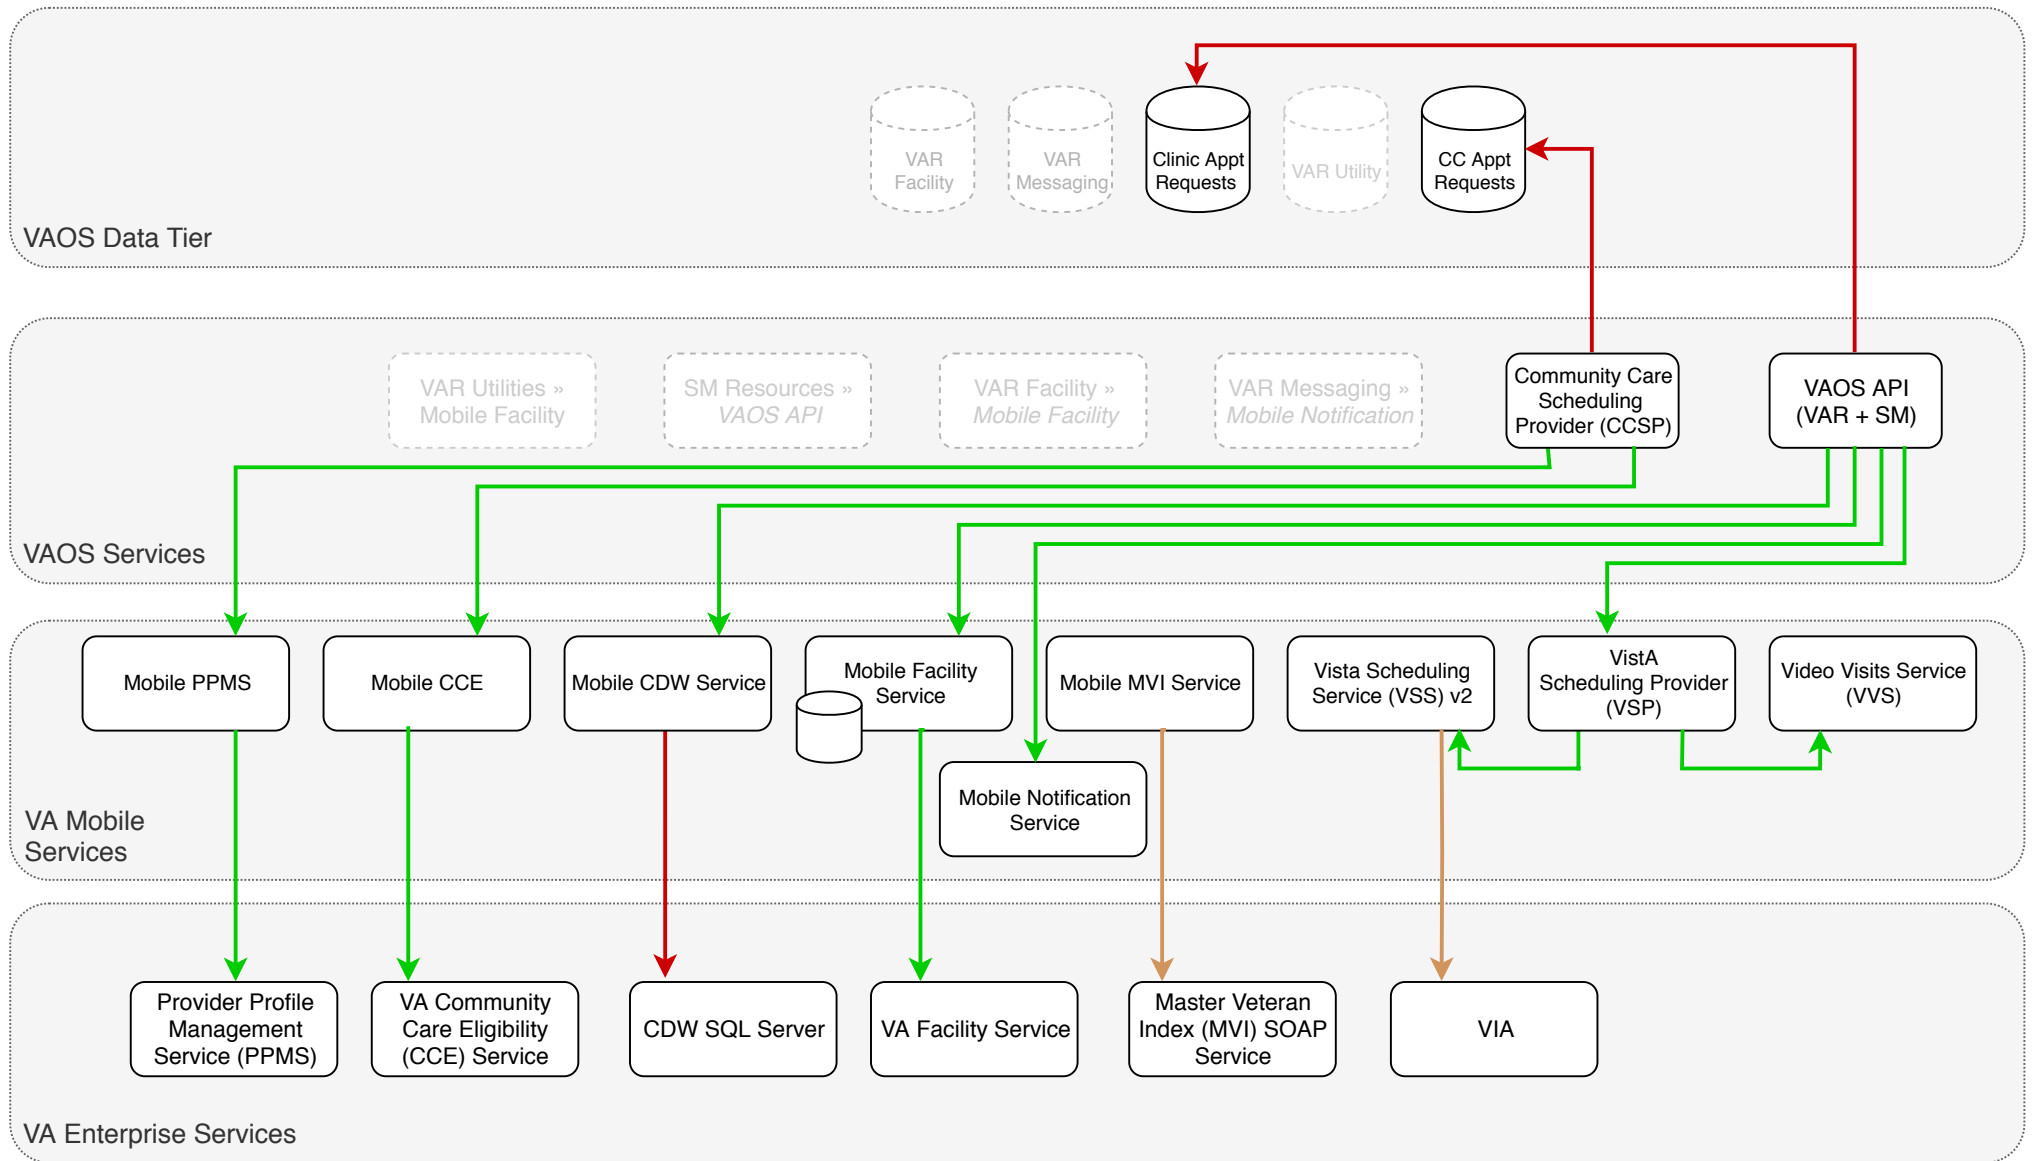 VAR
Facility
VAR
Messaging
Clinic Appt
Requests
VAR Utility
CC Appt
Requests
VAOS Data Tier
VAR Utilities »
Mobile Facility
SM Resources »
VAOS API
VAR Facility »
Mobile Facility
VAR Messaging »
Mobile Notification
Community Care
Scheduling
Provider (CCSP)
VAOS API
(VAR + SM)
VAOS Services
Mobile PPMS
Mobile CCE
Mobile CDW Service
Mobile Facility
Service
Mobile MVI Service
Vista Scheduling
Service (VSS) v2
VistA
Scheduling Provider
(VSP)
Video Visits Service
(VVS)
Mobile Notification
Service
VA Mobile
Services
Provider Profile
Management
Service (PPMS)
VA Community
Care Eligibility
(CCE) Service
CDW SQL Server
VA Facility Service
Master Veteran
Index (MVI) SOAP
Service
VIA
VA Enterprise Services